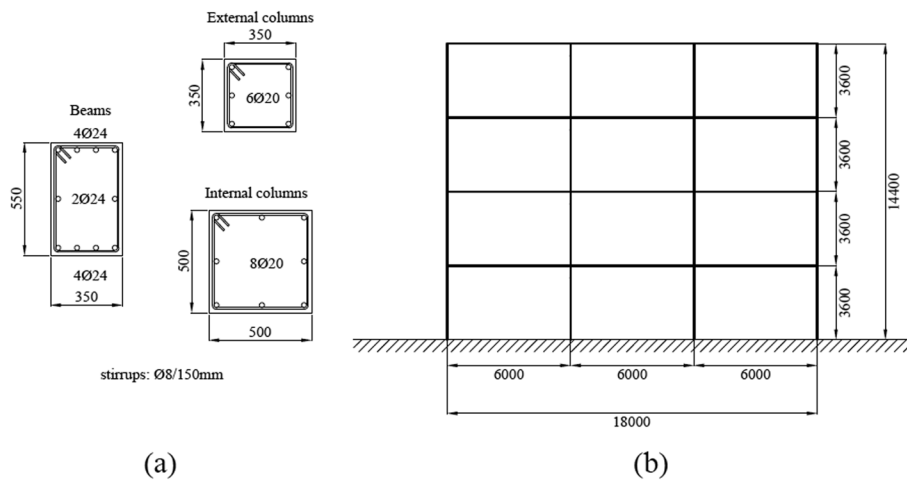 External columns
350
350
6Ø20
Beams
4Ø24
550
2Ø24
4Ø24
350
Internal columns
500
8Ø20
500
stirrups: Ø8/150mm
(a)
3600
3600
3600
3600
14400
6000
6000
6000
18000
(b)